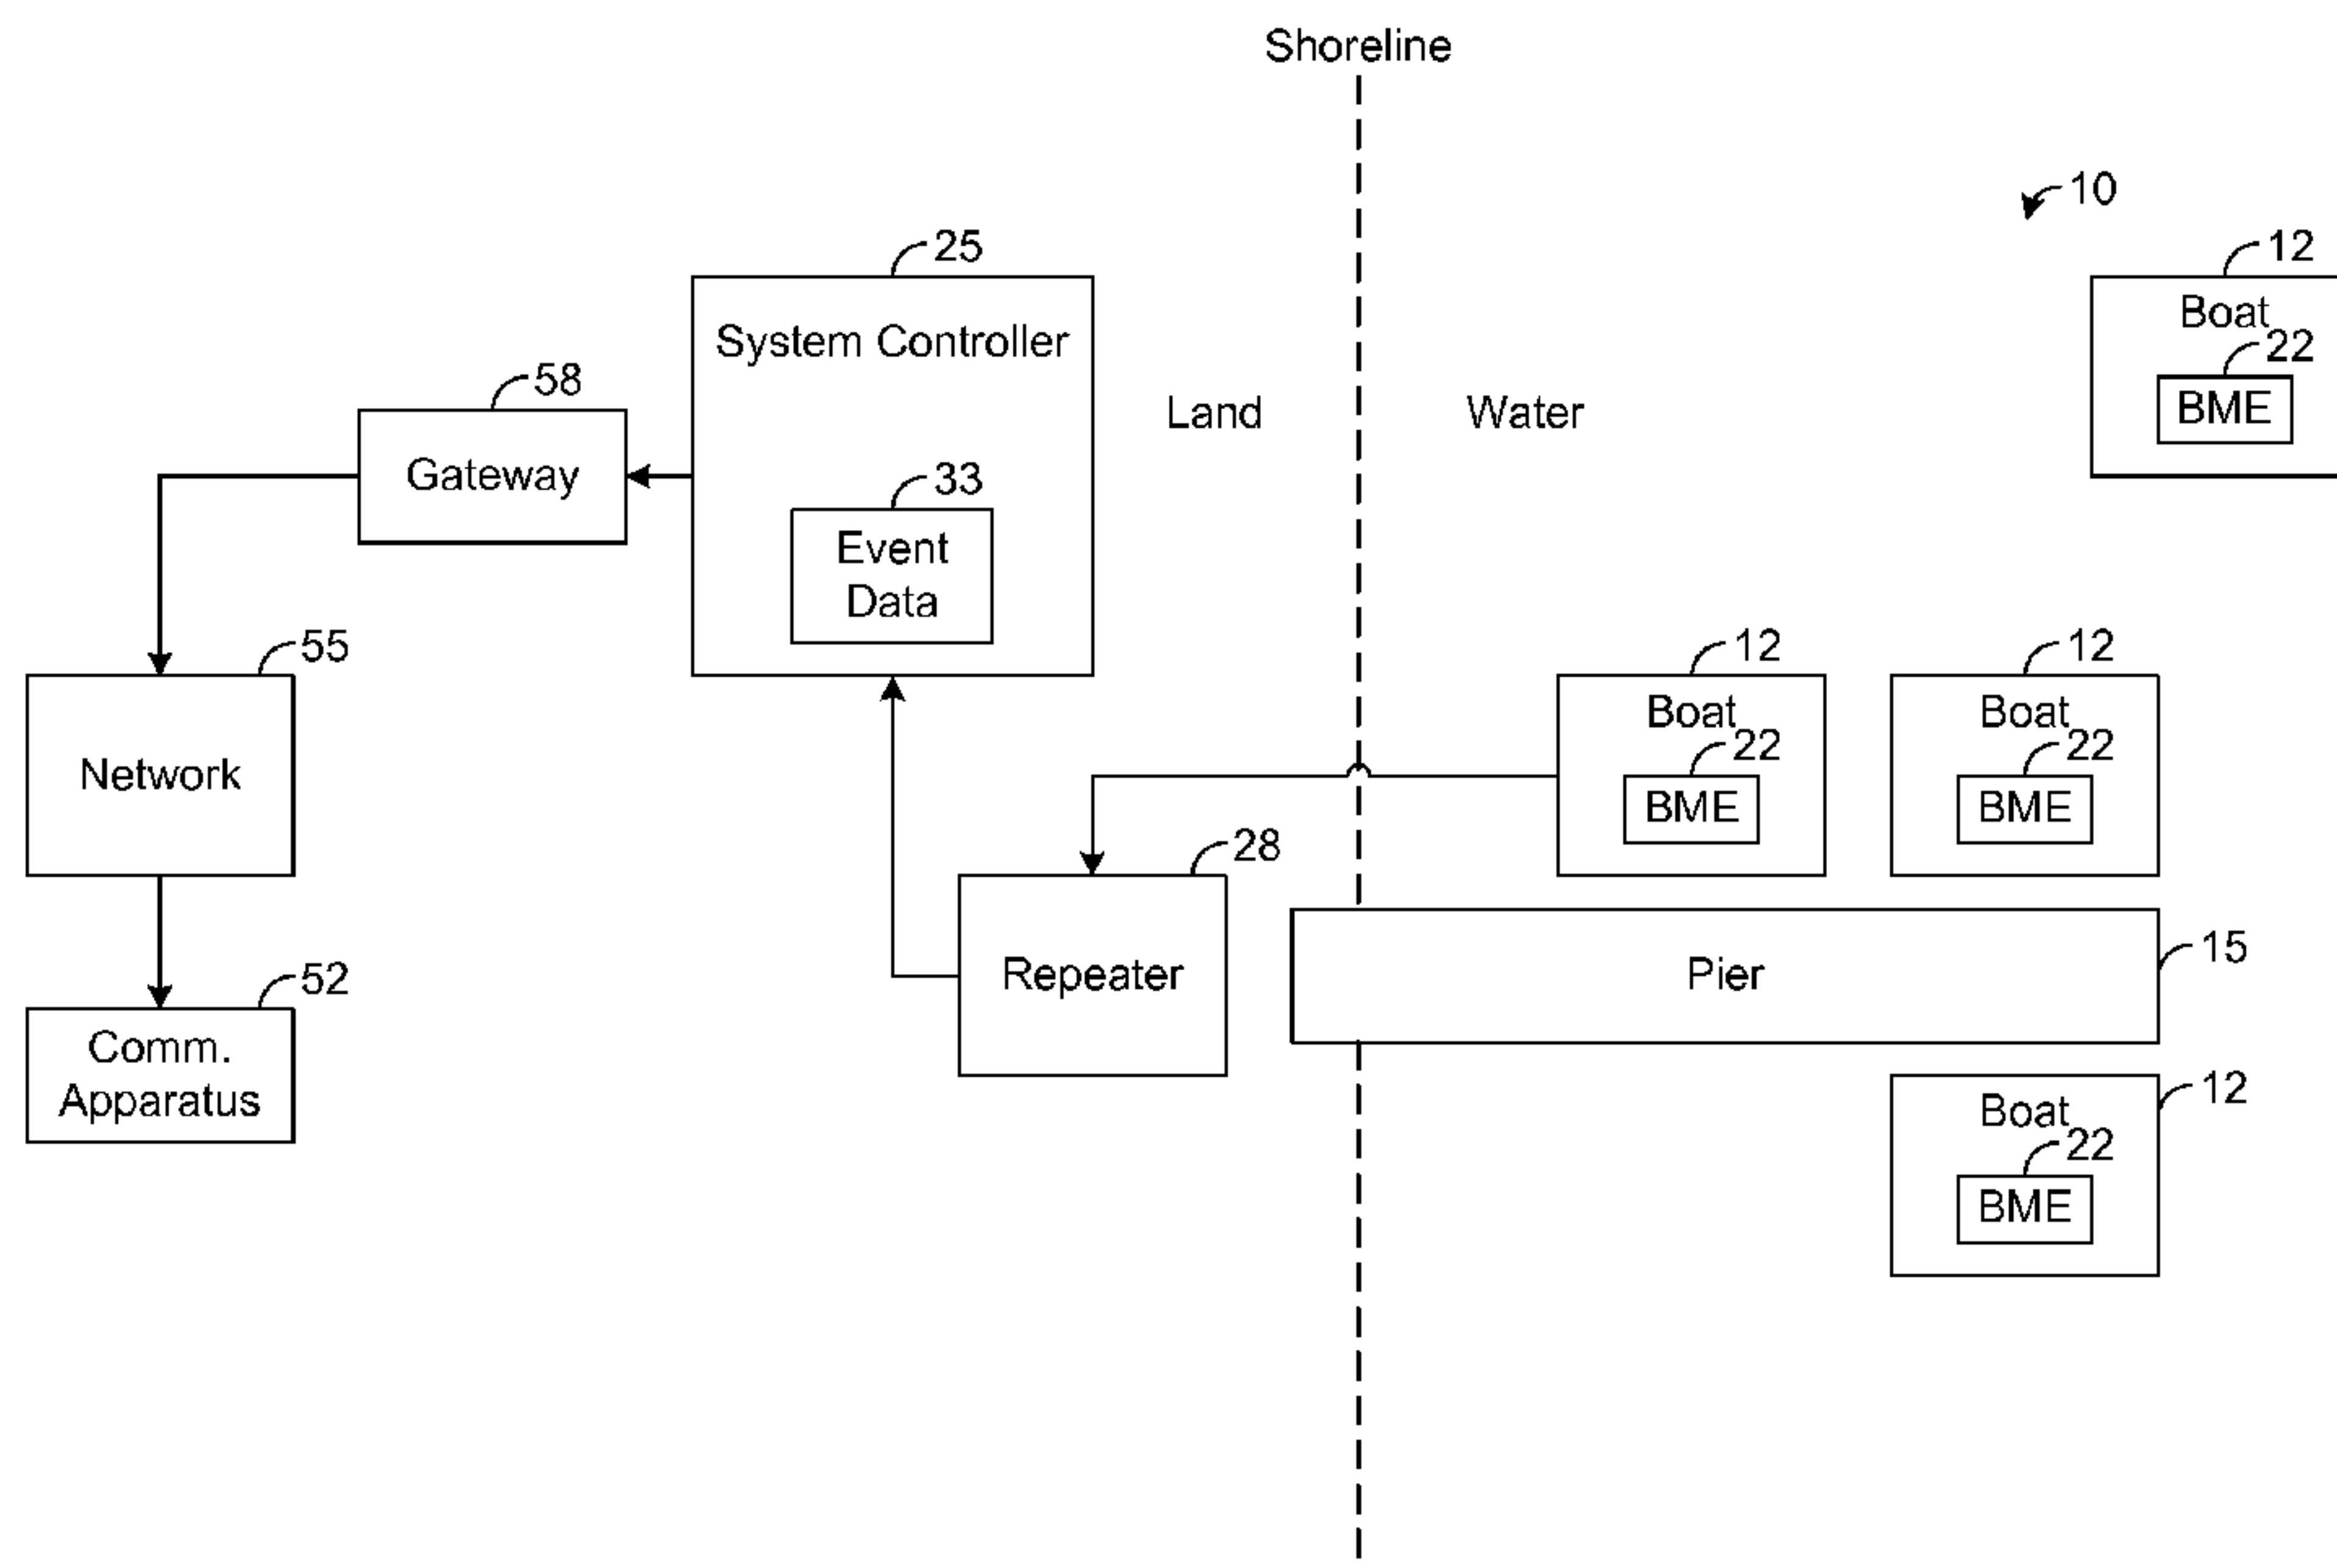 Shoreline
10
25
12
System Controller
Boat
22
BME
58
Land
Water
Gateway
33
Event
Data
55
12
12
Boat
Boat
22
22
Network
BME
BME
28
15
Repeater
Pier
52
Comm.
Apparatus
12
Boat
22
BME